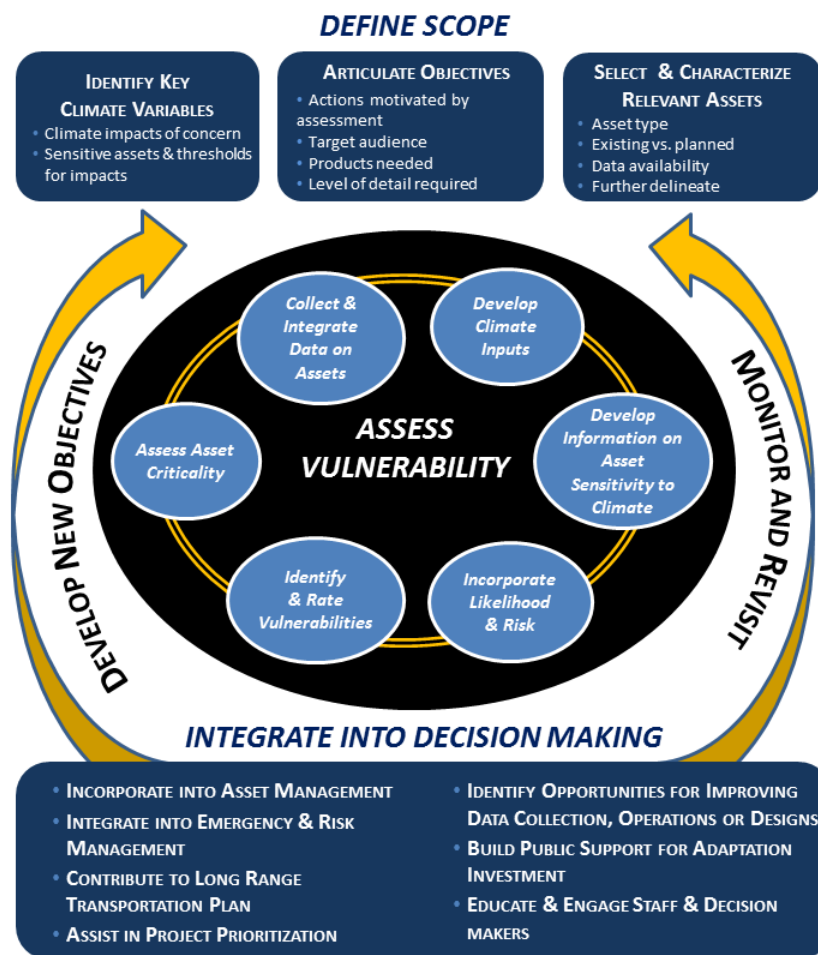 DEFINE SCOPE
IDENTIFY KEY
CLIMATE VARIABLES
• Climate impacts of concern
• Sensitive assets & thresholds
for impacts
ARTICULATE OBJECTIVES
• Actions motivated by
assessment
• Target audience
• Products needed
• Level of detail required
SELECT & CHARACTERIZE
RELEVANT ASSETS
• Asset type
• Existing vs. planned
• Data availability
• Further delineate
DEVELOP NEW OBJECTIVES
MONITOR AND REVISIT
ASSESS
VULNERABILITY
Collect &
Integrate
Data on
Assets
Develop
Climate
Inputs
Develop
Information on
Asset
Sensitivity to
Climate
Incorporate
Likelihood
& Risk
Identify
& Rate
Vulnerabilities
Assess Asset
Criticality
INTEGRATE INTO DECISION MAKING
• INCORPORATE INTO ASSET MANAGEMENT
• INTEGRATE INTO EMERGENCY & RISK
MANAGEMENT
• CONTRIBUTE TO LONG RANGE
TRANSPORTATION PLAN
• ASSIST IN PROJECT PRIORITIZATION
• IDENTIFY OPPORTUNITIES FOR IMPROVING
DATA COLLECTION, OPERATIONS OR DESIGNS
• BUILD PUBLIC SUPPORT FOR ADAPTATION
INVESTMENT
• EDUCATE & ENGAGE STAFF & DECISION
MAKERS